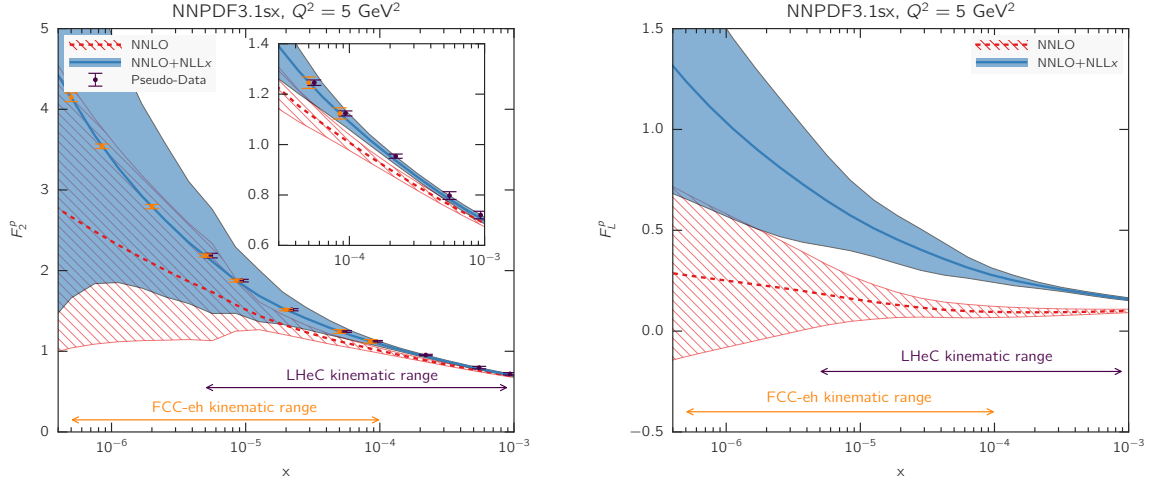 NNPDF3.1sx, Q² = 5 GeV²
NNLO
NNLO+NLLx
Pseudo-Data
5
4
3
2
1
0
F₂ᵖ
1.4
1.2
1.0
0.8
0.6
10⁻⁴
10⁻³
LHeC kinematic range
FCC-eh kinematic range
10⁻⁶
10⁻⁵
10⁻⁴
10⁻³
x
NNPDF3.1sx, Q² = 5 GeV²
NNLO
NNLO+NLLx
1.5
1.0
0.5
0.0
−0.5
F_Lᵖ
LHeC kinematic range
FCC-eh kinematic range
10⁻⁶
10⁻⁵
10⁻⁴
10⁻³
x